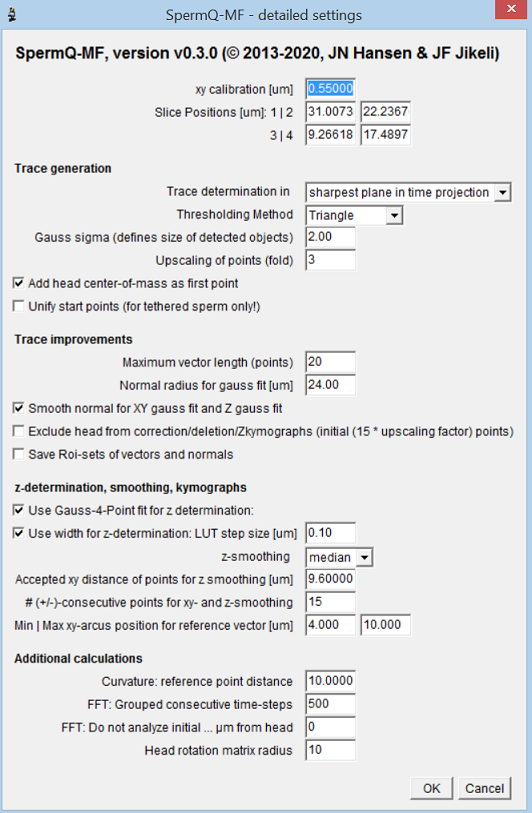 SpermQ-MF - detailed settings
SpermQ-MF, version v0.3.0 (© 2013-2020, JN Hansen & JF Jikeli)
xy calibration [um] 0.55000
Slice Positions [um]: 1 | 2 31.0073 22.2367
3 | 4 9.26618 17.4897
Trace generation
Trace determination in sharpest plane in time projection
Thresholding Method Triangle
Gauss sigma (defines size of detected objects) 2.00
Upscaling of points (fold) 3
Add head center-of-mass as first point
Unify start points (for tethered sperm only!)
Trace improvements
Maximum vector length (points) 20
Normal radius for gauss fit [um] 24.00
Smooth normal for XY gauss fit and Z gauss fit
Exclude head from correction/deletion/Zkymographs (initial (15 * upscaling factor) points)
Save Roi-sets of vectors and normals
z-determination, smoothing, kymographs
Use Gauss-4-Point fit for z determination:
Use width for z-determination: LUT step size [um] 0.10
z-smoothing median
Accepted xy distance of points for z smoothing [um] 9.60000
# (+/-)-consecutive points for xy- and z-smoothing 15
Min | Max xy-arcus position for reference vector [um] 4.000 10.000
Additional calculations
Curvature: reference point distance 10.0000
FFT: Grouped consecutive time-steps 500
FFT: Do not analyze initial ... µm from head 0
Head rotation matrix radius 10
OK Cancel